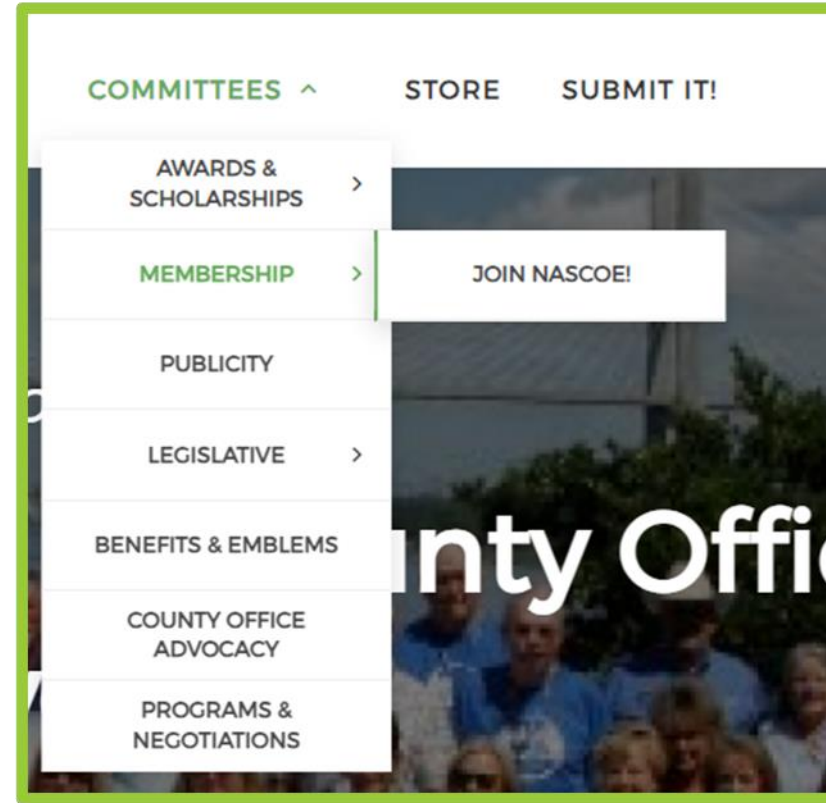 COMMITTEES
STORE
SUBMIT IT!
AWARDS &
SCHOLARSHIPS
MEMBERSHIP
JOIN NASCOE!
PUBLICITY
LEGISLATIVE
BENEFITS & EMBLEMS
nty Offi
COUNTY OFFICE
ADVOCACY
PROGRAMS &
NEGOTIATIONS